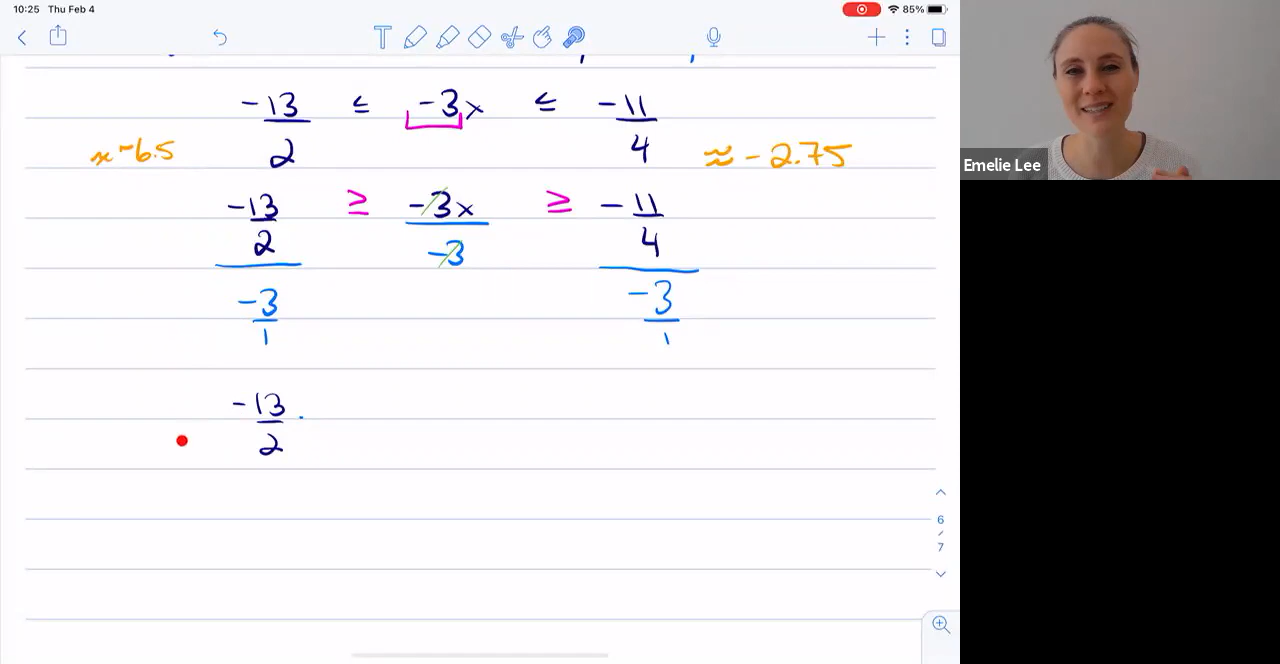 10:25 Thu Feb 4
85%
-13/2 ≤ -3x ≤ -11/4
≈ -6.5
≈ -2.75
-13/2 ≥ -3x ≥ -11/4
-3/1 -3 -3/1
-13/2 ·
Emelie Lee
6
/
7